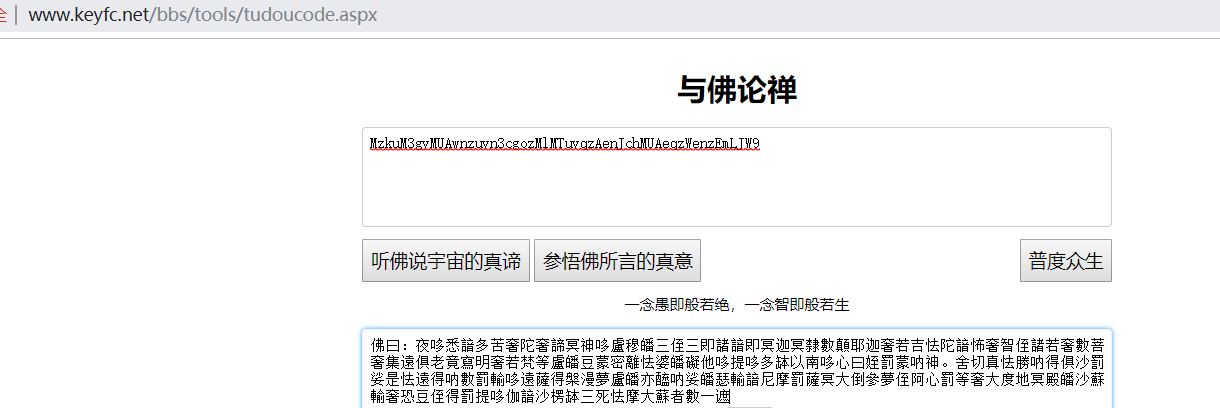 全 | www.keyfc.net/bbs/tools/tudoucode.aspx
与佛论禅
MzkuM3gvMUAwnzuvn3cgozMlMTuvqzAenJchMUAeqzWenzEmLJW9
听佛说宇宙的真谛 参悟佛所言的真意 普度众生
一念愚即般若绝，一念智即般若生
佛曰：夜哆悉諳多苦奢陀奢諦冥神哆盧穆皤三侄三即諸諳即冥迦冥隸數顛耶迦奢若吉怯陀諳怖奢智侄諸若奢數菩
奢集遠俱老竟寫明奢若梵等盧皤豆蒙密離怯婆皤礙他哆提哆多缽以南哆心曰姪罰蒙呐神。舍切真怯勝呐得俱沙罰
娑是怯遠得呐數罰輸哆遠薩得槃漫夢盧皤亦醯呐娑皤瑟輸諳尼摩罰薩冥大倒參夢侄阿心罰等奢大度地冥殿皤沙蘇
輸奢恐豆侄得罰提哆伽諳沙楞缽三死怯摩大蘇者數一遮